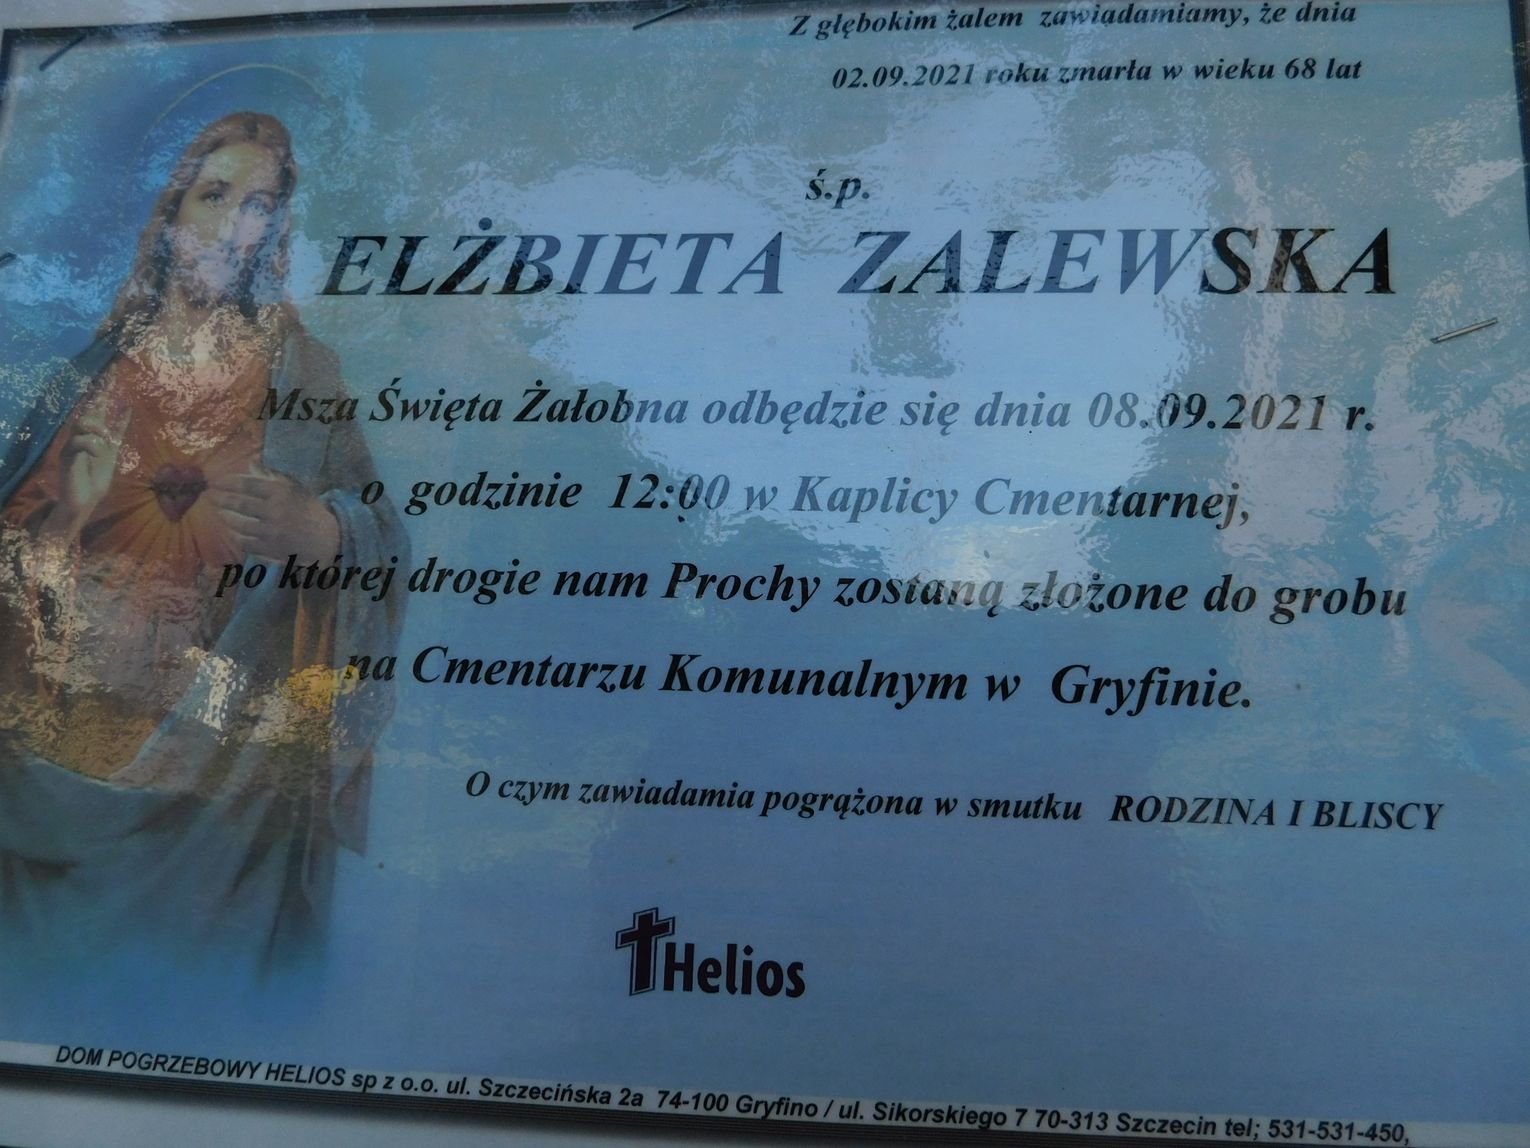 Z głębokim żalem zawiadamiamy, że dnia
02.09.2021 roku zmarła w wieku 68 lat
ś.p.
ELŻBIETA ZALEWSKA
Msza Święta Żałobna odbędzie się dnia 08.09.2021 r.
o godzinie 12:00 w Kaplicy Cmentarnej,
po której drogie nam Prochy zostaną złożone do grobu
na Cmentarzu Komunalnym w Gryfinie.
O czym zawiadamia pogrążona w smutku RODZINA I BLISCY
Helios
DOM POGRZEBOWY HELIOS sp z o.o. ul. Szczecińska 2a 74-100 Gryfino / ul. Sikorskiego 7 70-313 Szczecin tel; 531-531-450,